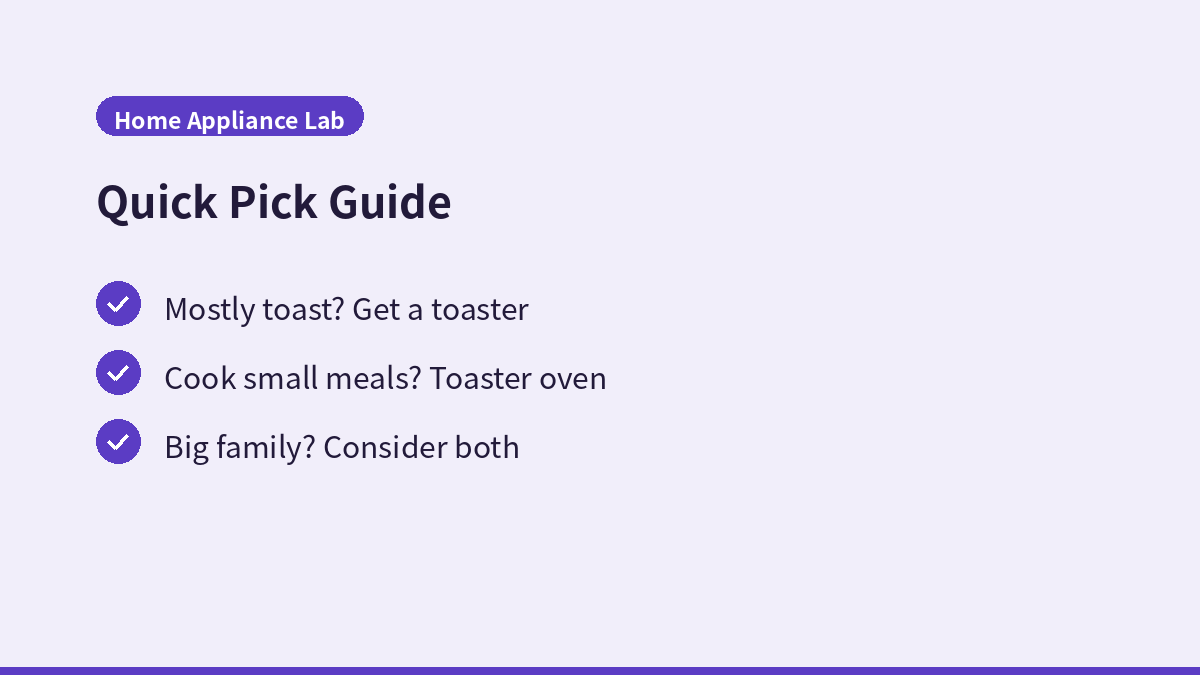 Home Appliance Lab
Quick Pick Guide
Mostly toast? Get a toaster
Cook small meals? Toaster oven
Big family? Consider both